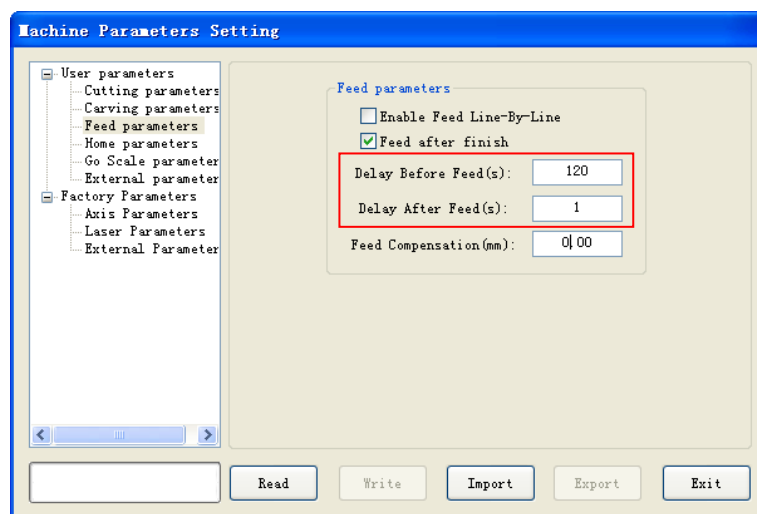 Machine Parameters Setting
User parameters
Cutting parameters
Carving parameters
Feed parameters
Home parameters
Go Scale parameter
External parameter
Factory Parameters
Axis Parameters
Laser Parameters
External Parameter
Feed parameters
Enable Feed Line-By-Line
Feed after finish
Delay Before Feed(s): 120
Delay After Feed(s): 1
Feed Compensation(mm): 0.00
Read Write Import Export Exit